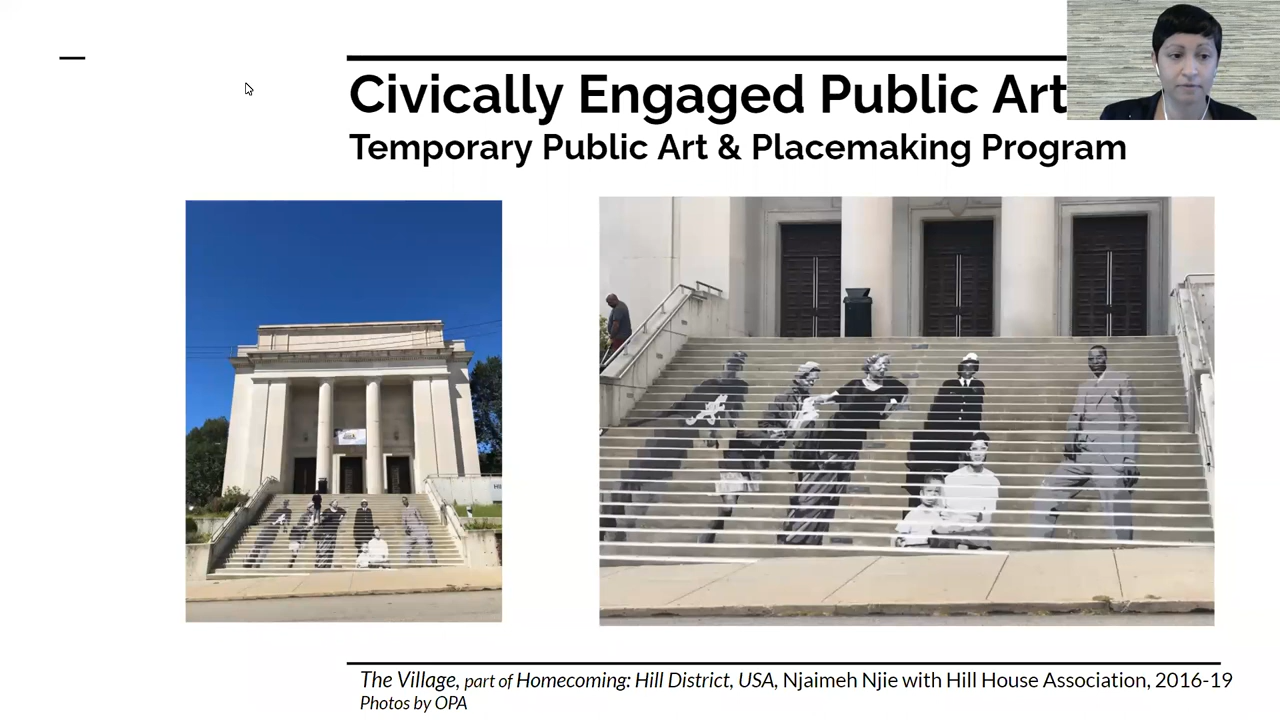 Civically Engaged Public Art
Temporary Public Art & Placemaking Program
The Village, part of Homecoming: Hill District, USA, Njaimeh Njie with Hill House Association, 2016-19
Photos by OPA